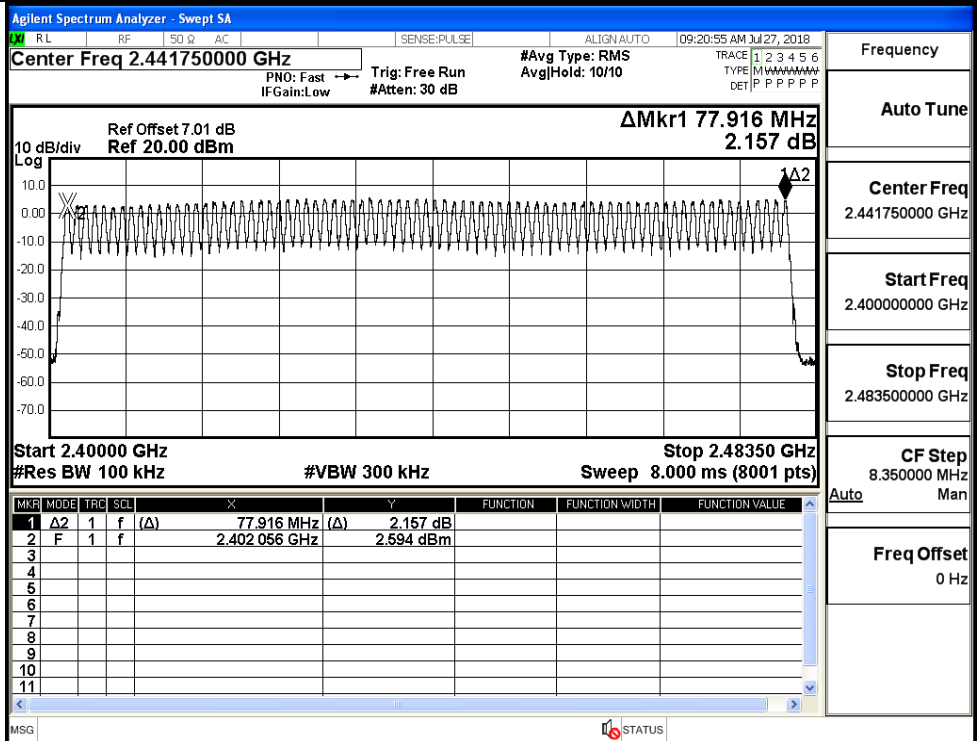 Agilent Spectrum Analyzer - Swept SA
LXI RL RF 50 Ω AC SENSE:PULSE ALIGN AUTO 09:20:55 AM Jul 27, 2018
Center Freq 2.441750000 GHz
PNO: Fast
IFGain:Low
Trig: Free Run
#Atten: 30 dB
#Avg Type: RMS
Avg|Hold: 10/10
TRACE 1 2 3 4 5 6
TYPE M W W W W W
DET P P P P P P
Frequency
Auto Tune
Center Freq
2.441750000 GHz
Start Freq
2.400000000 GHz
Stop Freq
2.483500000 GHz
CF Step
8.350000 MHz
Auto Man
Freq Offset
0 Hz
ΔMkr1 77.916 MHz
2.157 dB
Ref Offset 7.01 dB
10 dB/div Ref 20.00 dBm
Log
1Δ2
10.0
2
0.00
-10.0
-20.0
-30.0
-40.0
-50.0
-60.0
-70.0
Start 2.40000 GHz Stop 2.48350 GHz
#Res BW 100 kHz #VBW 300 kHz Sweep 8.000 ms (8001 pts)
MKR MODE TRC SCL X Y FUNCTION FUNCTION WIDTH FUNCTION VALUE
1 Δ2 1 f (Δ) 77.916 MHz (Δ) 2.157 dB
2 F 1 f 2.402 056 GHz 2.594 dBm
3
4
5
6
7
8
9
10
11
MSG STATUS